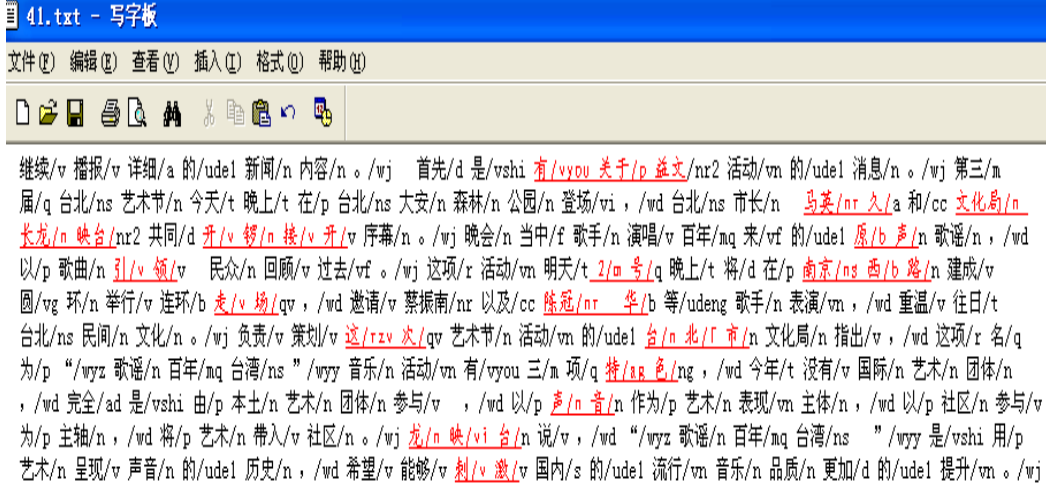 41.txt - 写字板
文件(F) 编辑(E) 查看(V) 插入(I) 格式(O) 帮助(H)
继续/v 播报/v 详细/a 的/ude1 新闻/n 内容/n 。/wj 首先/d 是/vshi 有/vyou 关于/p 益文/nr2 活动/vn 的/ude1 消息/n 。/wj 第三/m
届/q 台北/ns 艺术节/n 今天/t 晚上/t 在/p 台北/ns 大安/n 森林/n 公园/n 登场/vi ，/wd 台北/ns 市长/n 马英/nr 久/a 和/cc 文化局/n
长龙/n 映台/nr2 共同/d 开/v 锣/n 接/v 开/v 序幕/n 。/wj 晚会/n 当中/f 歌手/n 演唱/v 百年/mq 来/vf 的/ude1 原/b 声/n 歌谣/n ，/wd
以/p 歌曲/n 引/v 领/v 民众/n 回顾/v 过去/vf 。/wj 这项/r 活动/vn 明天/t 2/m 号/q 晚上/t 将/d 在/p 南京/ns 西/b 路/n 建成/v
圆/vg 环/n 举行/v 连环/b 走/v 场/qv ，/wd 邀请/v 蔡振南/nr 以及/cc 陈冠/nr 华/b 等/udeng 歌手/n 表演/vn ，/wd 重温/v 往日/t
台北/ns 民间/n 文化/n 。/wj 负责/v 策划/v 这/rzv 次/qv 艺术节/n 活动/vn 的/ude1 台/n 北/f 市/n 文化局/n 指出/v ，/wd 这项/r 名/q
为/p “/wyz 歌谣/n 百年/mq 台湾/ns ”/wyy 音乐/n 活动/vn 有/vyou 三/m 项/q 特/ag 色/ng ，/wd 今年/t 没有/v 国际/n 艺术/n 团体/n
，/wd 完全/ad 是/vshi 由/p 本土/n 艺术/n 团体/n 参与/v ，/wd 以/p 声/n 音/n 作为/p 艺术/n 表现/vn 主体/n ，/wd 以/p 社区/n 参与/v
为/p 主轴/n ，/wd 将/p 艺术/n 带入/v 社区/n 。/wj 龙/n 映/vi 台/n 说/v ，/wd “/wyz 歌谣/n 百年/mq 台湾/ns ”/wyy 是/vshi 用/p
艺术/n 呈现/v 声音/n 的/ude1 历史/n ，/wd 希望/v 能够/v 刺/v 激/v 国内/s 的/ude1 流行/vn 音乐/n 品质/n 更加/d 的/ude1 提升/vn 。/wj